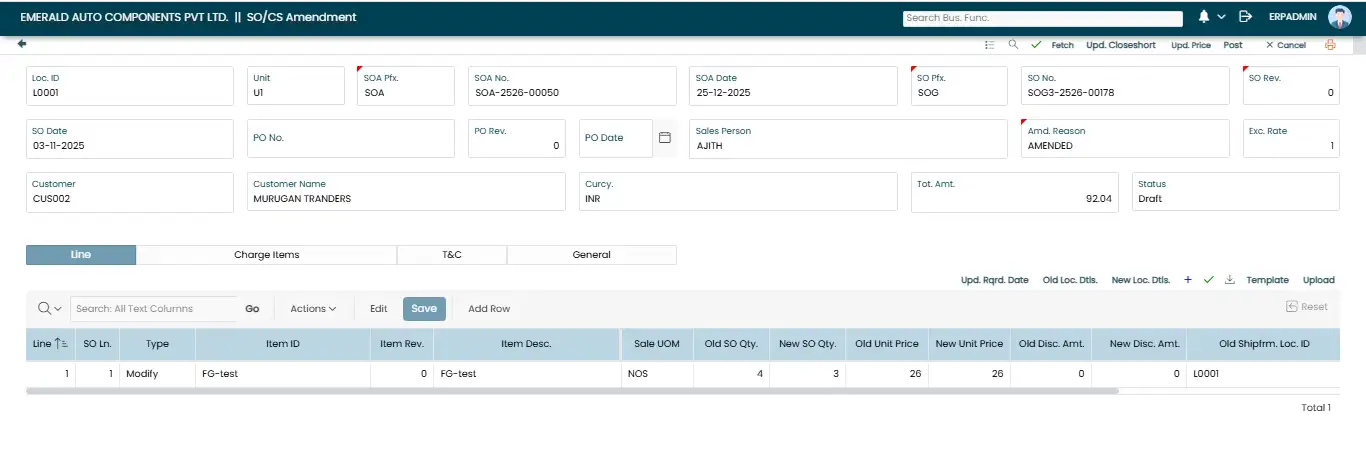 EMERALD AUTO COMPONENTS PVT LTD. || SO/CS Amendment
Search Bus. Func.
ERPADMIN
Fetch Upd. Closeshort Upd. Price Post Cancel
Loc. ID Unit SOA Pfx. SOA No. SOA Date SO Pfx. SO No. SO Rev.
L0001 U1 SOA SOA-2526-00050 25-12-2025 SOG SOG3-2526-00178 0
SO Date PO No. PO Rev. PO Date Sales Person Amd. Reason Exc. Rate
03-11-2025 0 AJITH AMENDED 1
Customer Customer Name Curcy. Tot. Amt. Status
CUS002 MURUGAN TRANDERS INR 92.04 Draft
Line Charge Items T&C General
Upd. Rqrd. Date Old Loc. Dtls. New Loc. Dtls. + Template Upload
Search: All Text Columns Go Actions Edit Save Add Row Reset
Line SO Ln. Type Item ID Item Rev. Item Desc. Sale UOM Old SO Qty. New SO Qty. Old Unit Price New Unit Price Old Disc. Amt. New Disc. Amt. Old Shipfrm. Loc. ID
1 1 Modify FG-test 0 FG-test NOS 4 3 26 26 0 0 L0001
Total 1